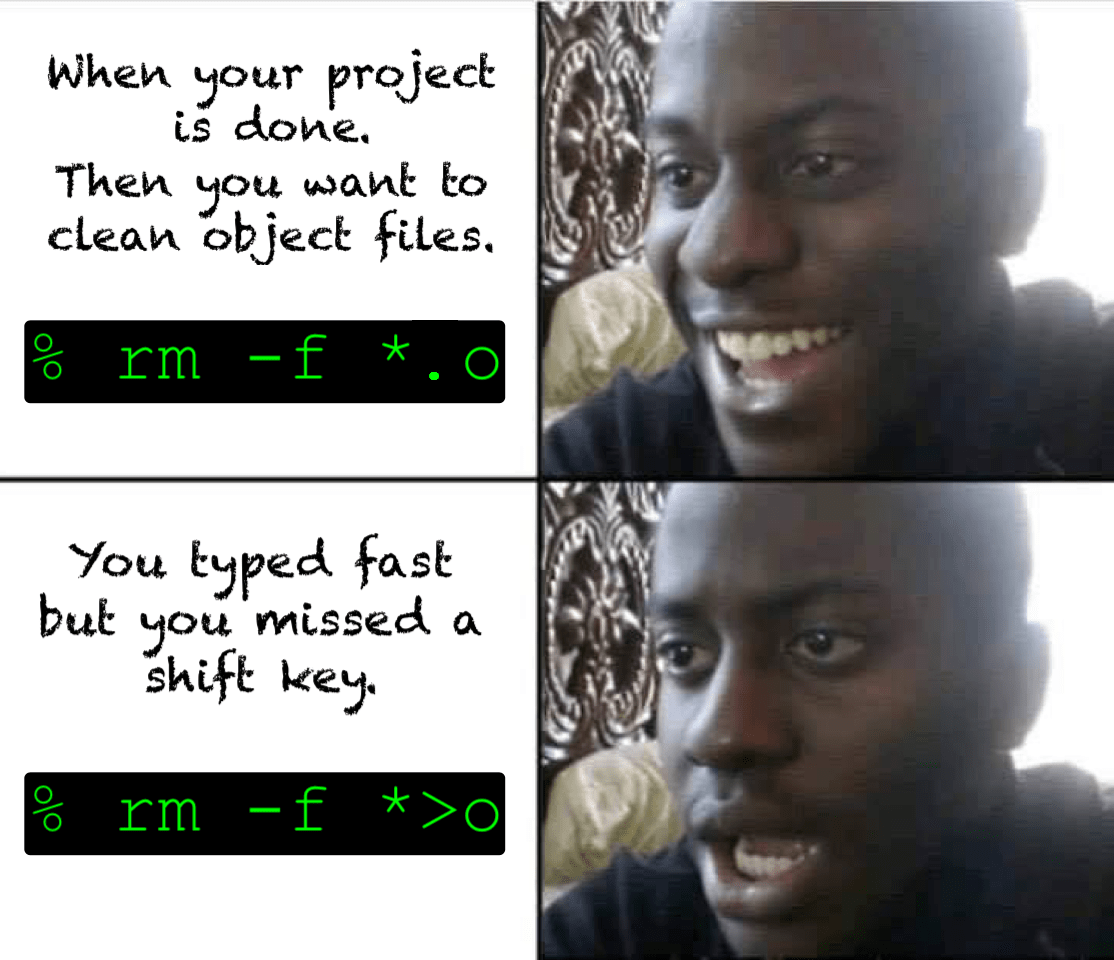 When your project
is done.
Then you want to
clean object files.
% rm -f *.o
You typed fast
but you missed a
shift key.
% rm -f *>o